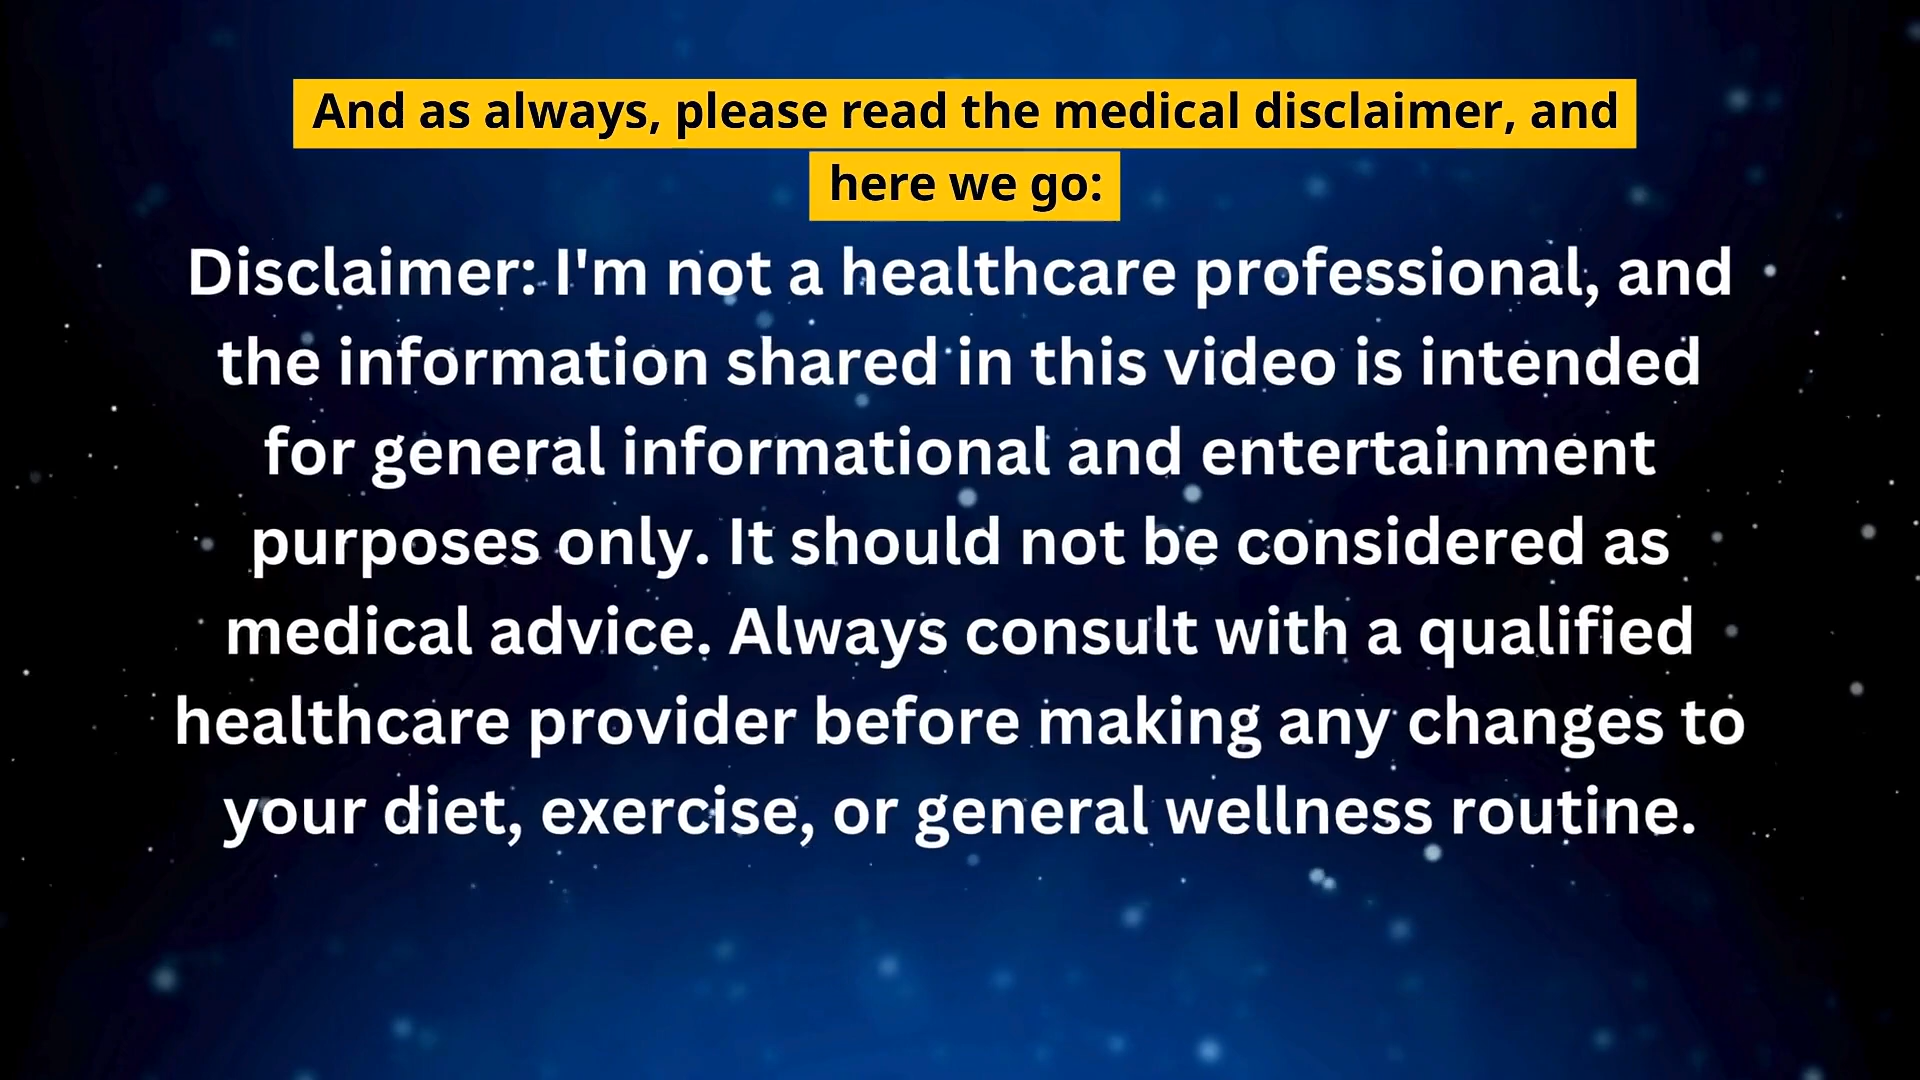 And as always, please read the medical disclaimer, and
here we go:
Disclaimer: I'm not a healthcare professional, and
the information shared in this video is intended
for general informational and entertainment
purposes only. It should not be considered as
medical advice. Always consult with a qualified
healthcare provider before making any changes to
your diet, exercise, or general wellness routine.